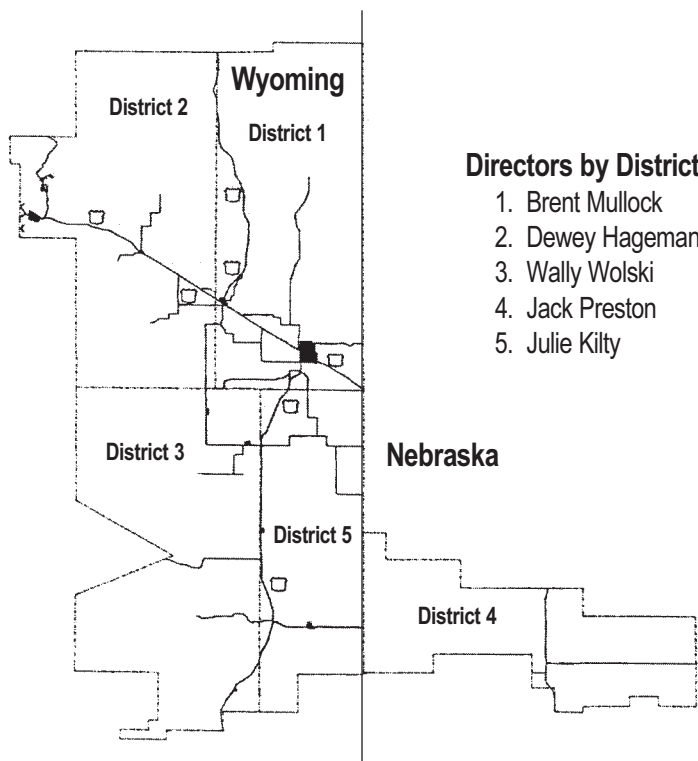 Wyoming
District 2
District 1
Directors by District
1. Brent Mullock
2. Dewey Hageman
3. Wally Wolski
4. Jack Preston
5. Julie Kilty
District 3
Nebraska
District 5
District 4